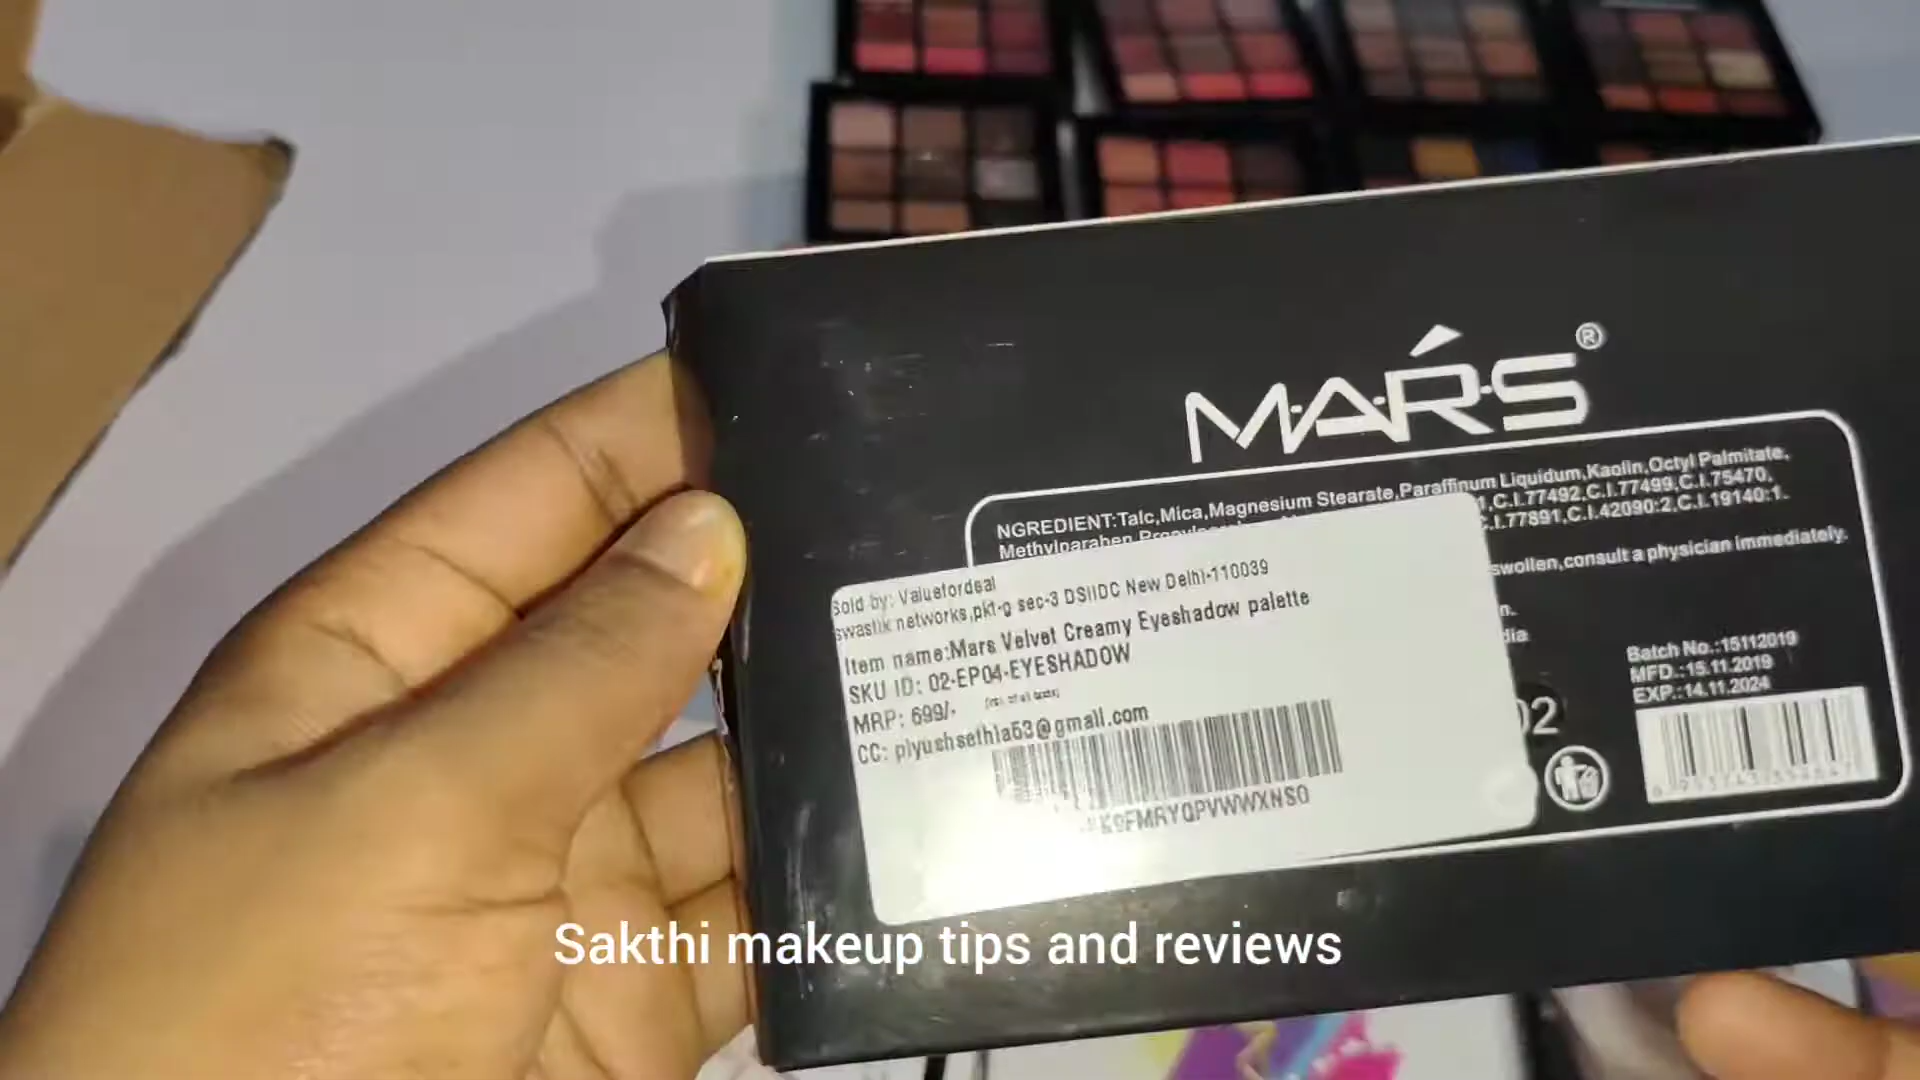 M·A·R·S®
NGREDIENT:Talc,Mica,Magnesium Stearate,Paraffinum Liquidum,Kaolin,Octyl Palmitate,
Methylparaben,
C.I.77492,C.I.77499,C.I.75470,
C.I.77891,C.I.42090:2,C.I.19140:1.
swollen,consult a physician immediately.
Sold by: Valuefordeal
swastik networks,pkt-g sec-3 DSIIDC New Delhi-110039
Item name:Mars Velvet Creamy Eyeshadow palette
SKU ID: 02-EP04-EYESHADOW
MRP: 699/-
CC: piyushsethia53@gmail.com
K9FMRYQPVWWXNSO
Batch No.:15112019
MFD.:15.11.2019
EXP.:14.11.2024
02
Sakthi makeup tips and reviews